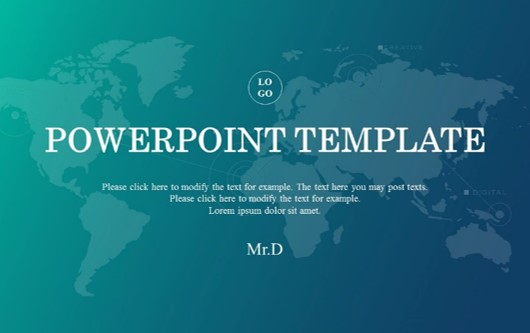 CREATIVE
LO
GO
POWERPOINT TEMPLATE
Please click here to modify the text for example. The text here you may post texts.
Please click here to modify the text for example.
Lorem ipsum dolor sit amet.
DIGITAL
Mr.D